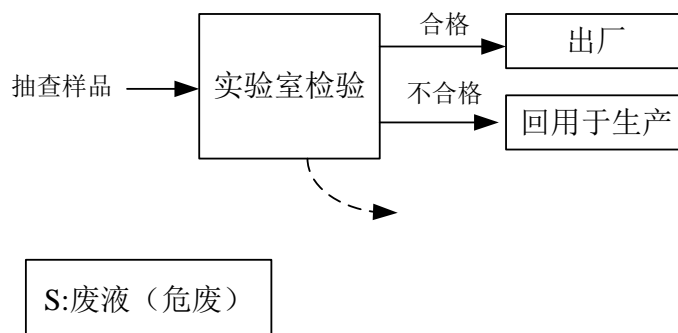 合格
出厂
抽查样品
实验室检验
不合格
回用于生产
S:废液（危废）